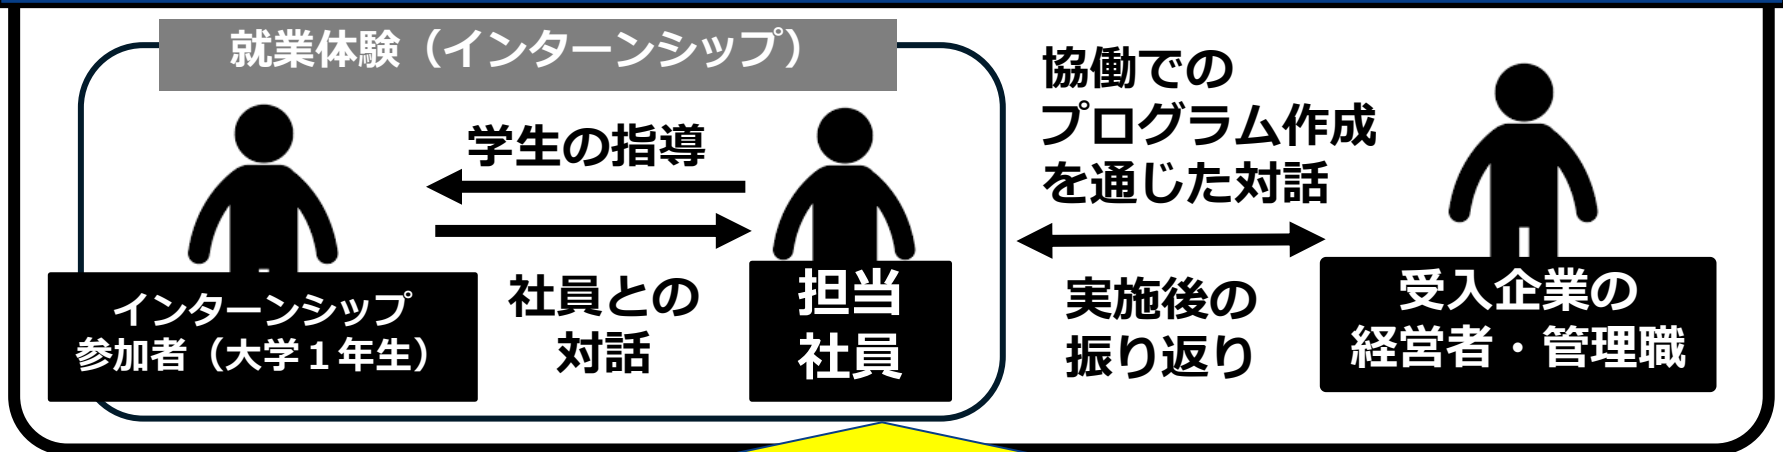 就業体験（インターンシップ）
学生の指導
社員との
対話
インターンシップ
参加者（大学１年生）
担当
社員
協働での
プログラム作成
を通じた対話
実施後の
振り返り
受入企業の
経営者・管理職